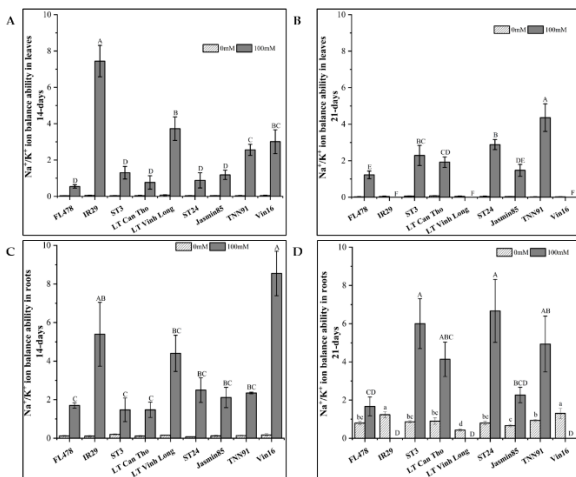 A
Na⁺/K⁺ ion balance ability in leaves
14-days
10
8
6
4
2
0
0mM 100mM
D A D D B D D C BC
FL478 IR29 ST3 LT Can Tho LT Vinh Long ST24 Jasmin85 TNN91 Vin16
B
Na⁺/K⁺ ion balance ability in leaves
21-days
10
8
6
4
2
0
0mM 100mM
E F BC CD F B DE A F
FL478 IR29 ST3 LT Can Tho LT Vinh Long ST24 Jasmin85 TNN91 Vin16
C
Na⁺/K⁺ ion balance ability in roots
14-days
10
8
6
4
2
0
0mM 100mM
C AB C C BC BC BC BC A
FL478 IR29 ST3 LT Can Tho LT Vinh Long ST24 Jasmin85 TNN91 Vin16
D
Na⁺/K⁺ ion balance ability in roots
21-days
10
8
6
4
2
0
0mM 100mM
bc CD a D bc A bc ABC d D bc A c BCD b AB a D
FL478 IR29 ST3 LT Can Tho LT Vinh Long ST24 Jasmin85 TNN91 Vin16